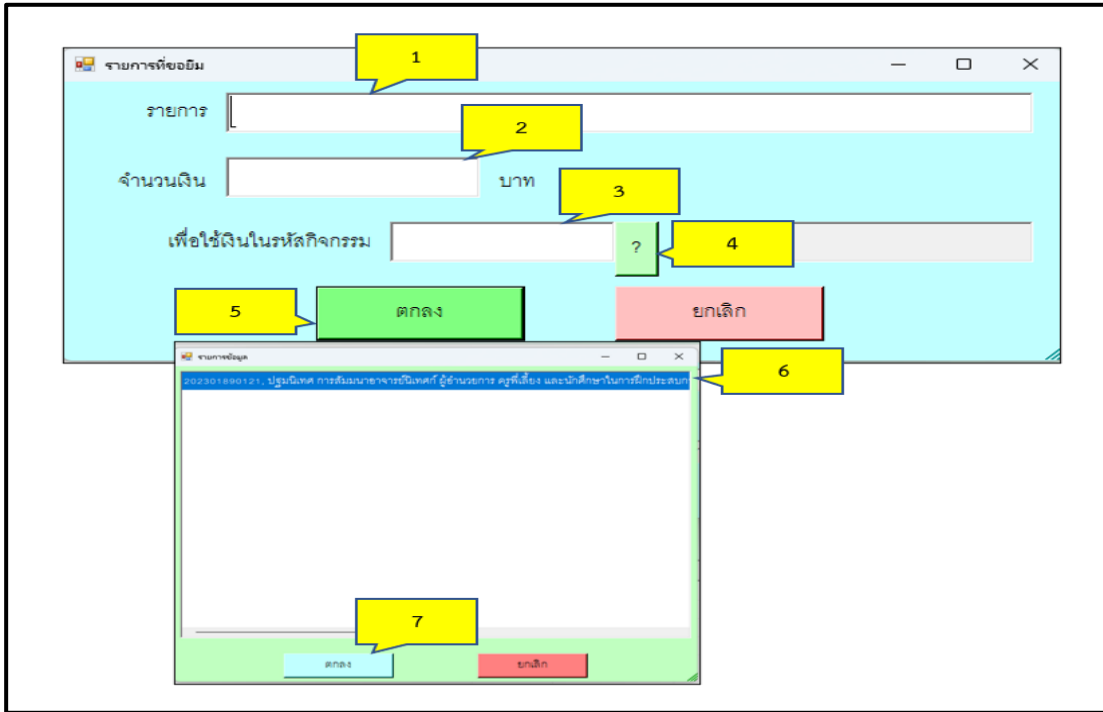 รายการที่ขอยืม
1
รายการ
2
จำนวนเงิน บาท
3
เพื่อใช้เงินในรหัสกิจกรรม ? 4
5 ตกลง ยกเลิก
รายการข้อมูล
202301890121, ปฐมนิเทศ การสัมมนาอาจารย์นิเทศก์ ผู้อำนวยการ ครูพี่เลี้ยง และนักศึกษาในการฝึกประสบก
6
7
ตกลง ยกเลิก